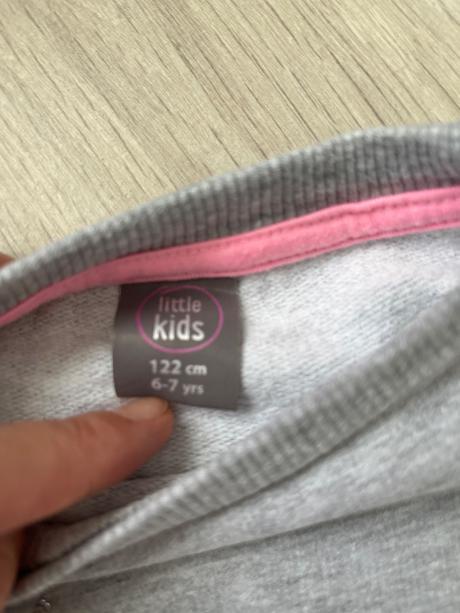 little
kids
122 cm
6-7 yrs